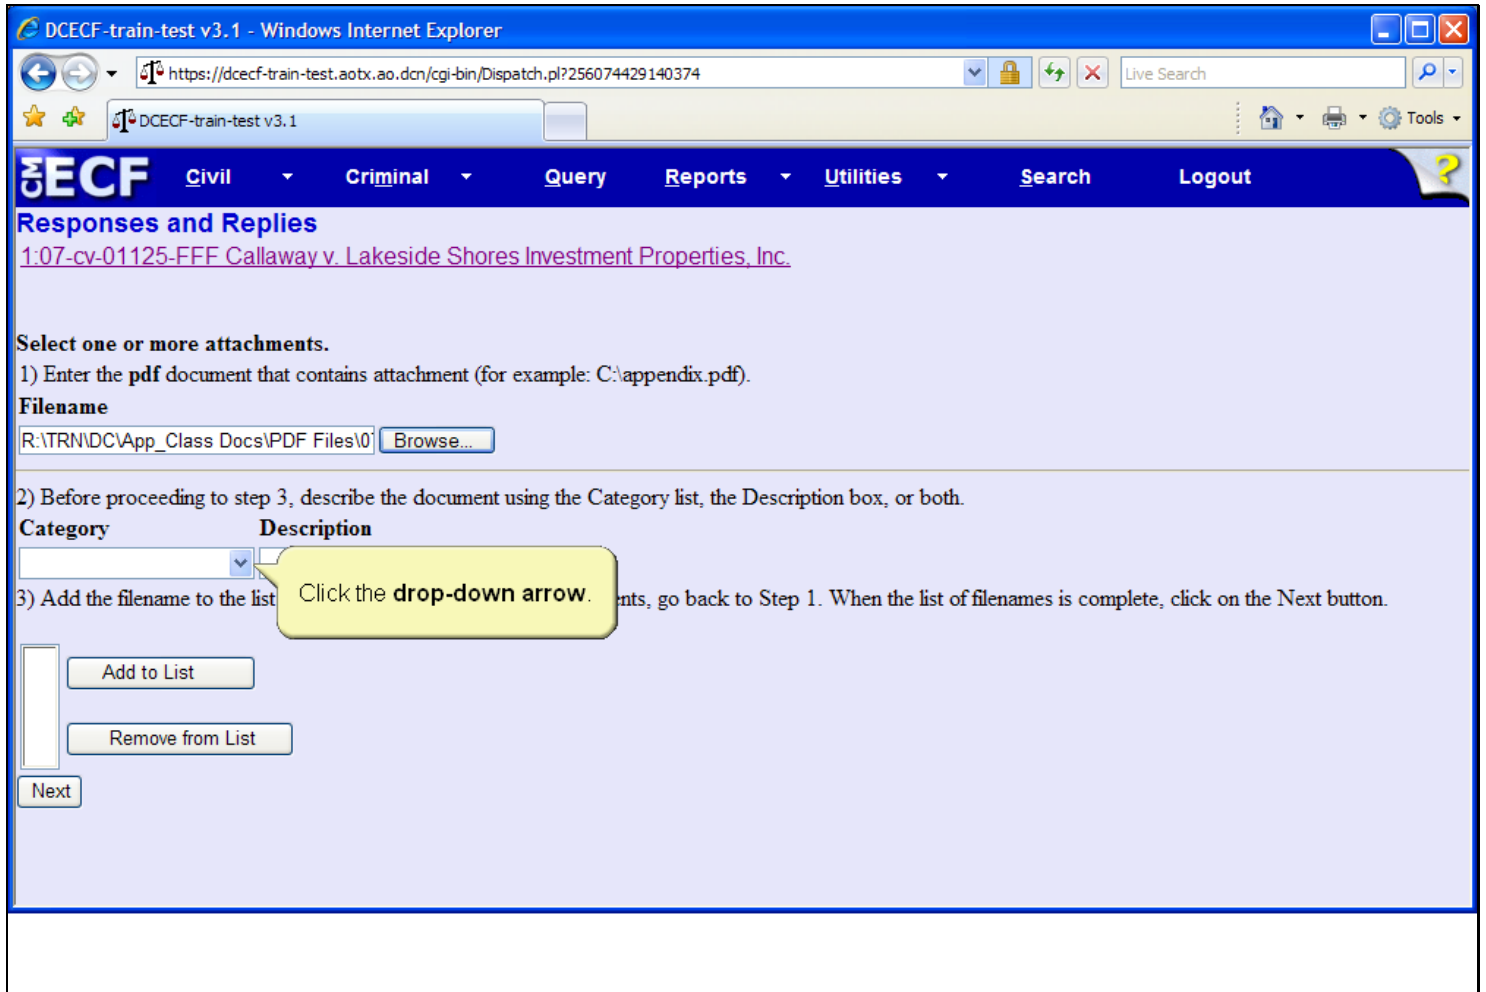 DCECF-train-test v3.1 - Windows Internet Explorer
https://dcecf-train-test.aotx.ao.dcn/cgi-bin/Dispatch.pl?256074429140374
Live Search
DCECF-train-test v3.1
Tools
CM ECF Civil Criminal Query Reports Utilities Search Logout ?
Responses and Replies
1:07-cv-01125-FFF Callaway v. Lakeside Shores Investment Properties, Inc.
Select one or more attachments.
1) Enter the pdf document that contains attachment (for example: C:\appendix.pdf).
Filename
R:\TRN\DC\App_Class Docs\PDF Files\0 Browse...
2) Before proceeding to step 3, describe the document using the Category list, the Description box, or both.
Category Description
Click the drop-down arrow.
3) Add the filename to the list nts, go back to Step 1. When the list of filenames is complete, click on the Next button.
Add to List
Remove from List
Next